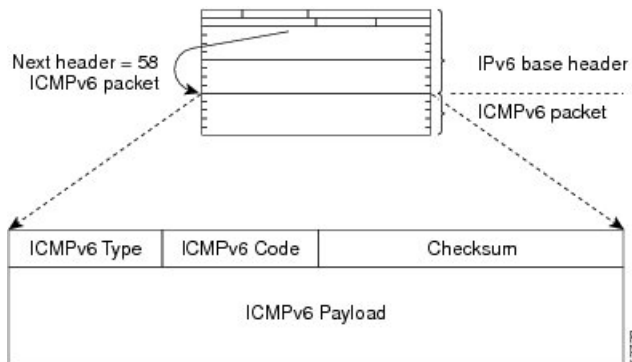 Next header = 58
ICMPv6 packet
IPv6 base header
ICMPv6 packet
ICMPv6 Type
ICMPv6 Code
Checksum
ICMPv6 Payload